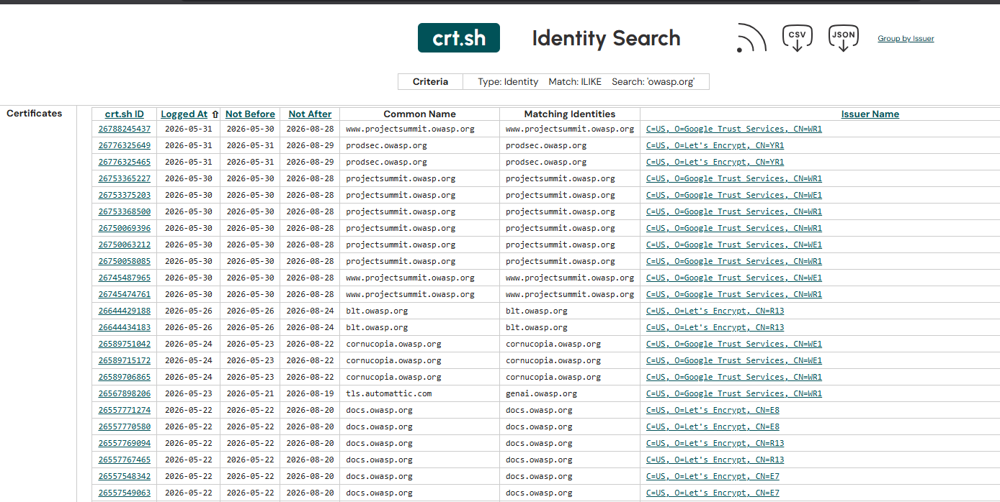 crt.sh Identity Search CSV JSON Group by Issuer
Criteria Type: Identity Match: ILIKE Search: 'owasp.org'
Certificates crt.sh ID Logged At ⇧ Not Before Not After Common Name Matching Identities Issuer Name
26788245437 2026-05-31 2026-05-30 2026-08-28 www.projectsummit.owasp.org www.projectsummit.owasp.org C=US, O=Google Trust Services, CN=WR1
26776325649 2026-05-31 2026-05-31 2026-08-29 prodsec.owasp.org prodsec.owasp.org C=US, O=Let's Encrypt, CN=YR1
26776325465 2026-05-31 2026-05-31 2026-08-29 prodsec.owasp.org prodsec.owasp.org C=US, O=Let's Encrypt, CN=YR1
26753365227 2026-05-30 2026-05-30 2026-08-28 projectsummit.owasp.org projectsummit.owasp.org C=US, O=Google Trust Services, CN=WR1
26753375203 2026-05-30 2026-05-30 2026-08-28 projectsummit.owasp.org projectsummit.owasp.org C=US, O=Google Trust Services, CN=WE1
26753368500 2026-05-30 2026-05-30 2026-08-28 projectsummit.owasp.org projectsummit.owasp.org C=US, O=Google Trust Services, CN=WR1
26750069396 2026-05-30 2026-05-30 2026-08-28 projectsummit.owasp.org projectsummit.owasp.org C=US, O=Google Trust Services, CN=WR1
26750063212 2026-05-30 2026-05-30 2026-08-28 projectsummit.owasp.org projectsummit.owasp.org C=US, O=Google Trust Services, CN=WE1
26750058085 2026-05-30 2026-05-30 2026-08-28 projectsummit.owasp.org projectsummit.owasp.org C=US, O=Google Trust Services, CN=WR1
26745487965 2026-05-30 2026-05-30 2026-08-28 www.projectsummit.owasp.org www.projectsummit.owasp.org C=US, O=Google Trust Services, CN=WE1
26745474761 2026-05-30 2026-05-30 2026-08-28 www.projectsummit.owasp.org www.projectsummit.owasp.org C=US, O=Google Trust Services, CN=WR1
26644429188 2026-05-26 2026-05-26 2026-08-24 blt.owasp.org blt.owasp.org C=US, O=Let's Encrypt, CN=R13
26644434183 2026-05-26 2026-05-26 2026-08-24 blt.owasp.org blt.owasp.org C=US, O=Let's Encrypt, CN=R13
26589751042 2026-05-24 2026-05-23 2026-08-22 cornucopia.owasp.org cornucopia.owasp.org C=US, O=Google Trust Services, CN=WE1
26589715172 2026-05-24 2026-05-23 2026-08-22 cornucopia.owasp.org cornucopia.owasp.org C=US, O=Google Trust Services, CN=WE1
26589706865 2026-05-24 2026-05-23 2026-08-22 cornucopia.owasp.org cornucopia.owasp.org C=US, O=Google Trust Services, CN=WR1
26567898206 2026-05-23 2026-05-21 2026-08-19 tls.automattic.com genai.owasp.org C=US, O=Google Trust Services, CN=WR1
26557771274 2026-05-22 2026-05-22 2026-08-20 docs.owasp.org docs.owasp.org C=US, O=Let's Encrypt, CN=E8
26557770580 2026-05-22 2026-05-22 2026-08-20 docs.owasp.org docs.owasp.org C=US, O=Let's Encrypt, CN=E8
26557769094 2026-05-22 2026-05-22 2026-08-20 docs.owasp.org docs.owasp.org C=US, O=Let's Encrypt, CN=R13
26557767465 2026-05-22 2026-05-22 2026-08-20 docs.owasp.org docs.owasp.org C=US, O=Let's Encrypt, CN=R13
26557548342 2026-05-22 2026-05-22 2026-08-20 docs.owasp.org docs.owasp.org C=US, O=Let's Encrypt, CN=E7
26557549063 2026-05-22 2026-05-22 2026-08-20 docs.owasp.org docs.owasp.org C=US, O=Let's Encrypt, CN=E7